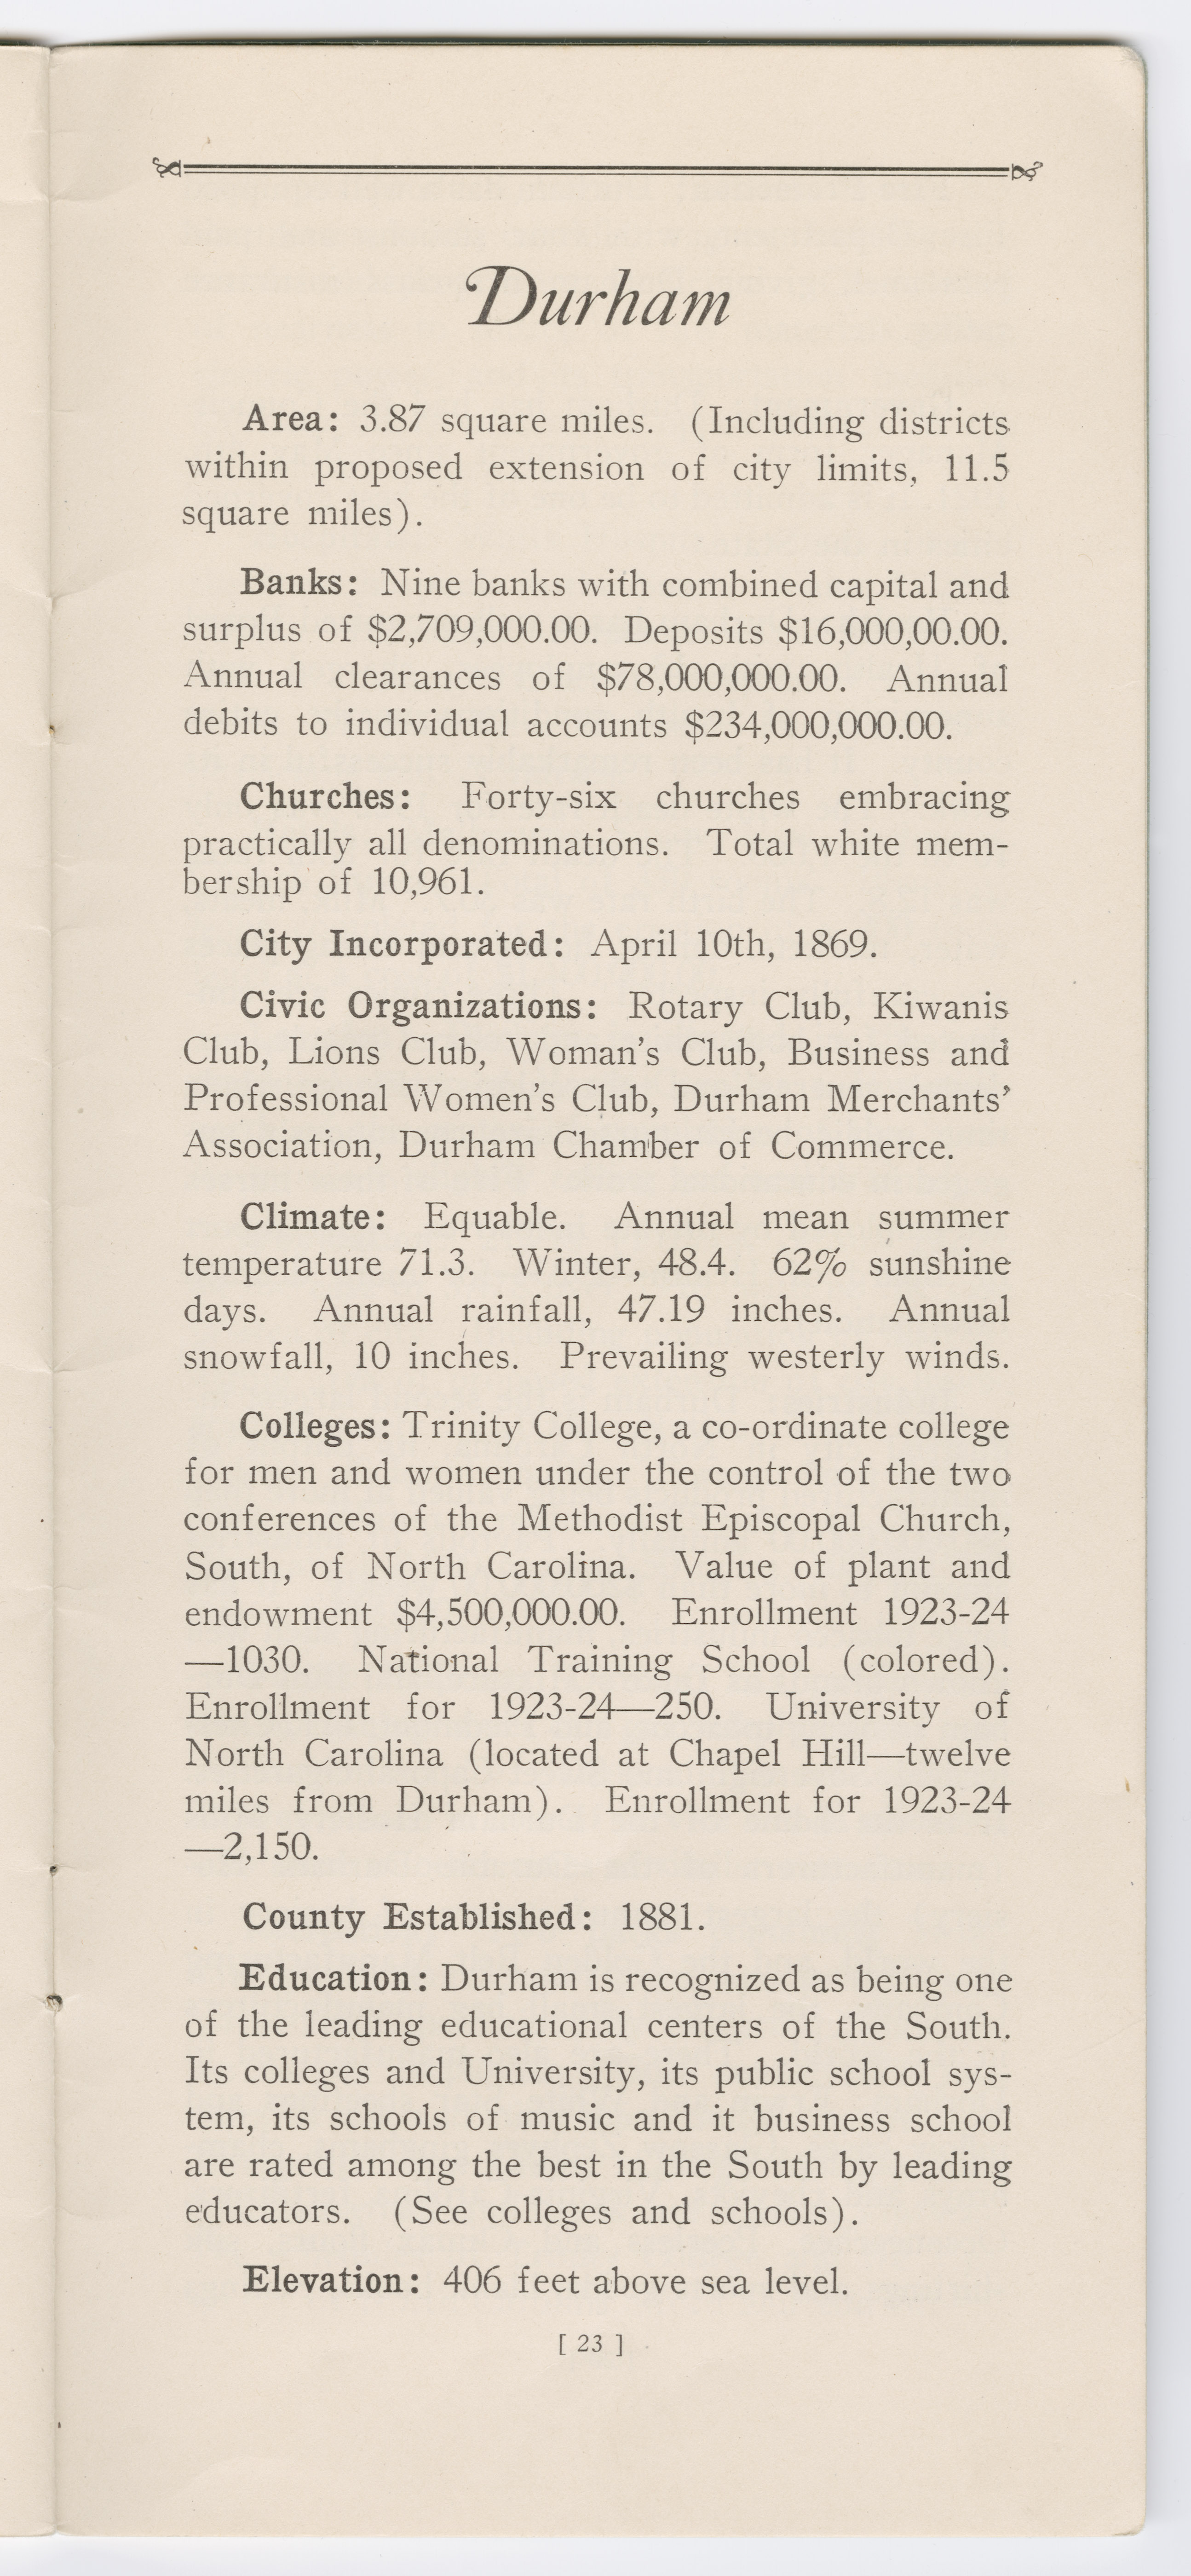 Durham
Area: 3.87 square miles. (Including districts
within proposed extension of city limits, 11.5
square miles).
Banks: Nine banks with combined capital and
surplus of $2,709,000.00. Deposits $16,000,00.00.
Annual clearances of $78,000,000.00. Annual
debits to individual accounts $234,000,000.00.
Churches: Forty-six churches embracing
practically all denominations. Total white mem-
bership of 10,961.
City Incorporated: April 10th, 1869.
Civic Organizations: Rotary Club, Kiwanis
Club, Lions Club, Woman's Club, Business and
Professional Women's Club, Durham Merchants'
Association, Durham Chamber of Commerce.
Climate: Equable. Annual mean summer
temperature 71.3. Winter, 48.4. 62% sunshine
days. Annual rainfall, 47.19 inches. Annual
snowfall, 10 inches. Prevailing westerly winds.
Colleges: Trinity College, a co-ordinate college
for men and women under the control of the two
conferences of the Methodist Episcopal Church,
South, of North Carolina. Value of plant and
endowment $4,500,000.00. Enrollment 1923-24
—1030. National Training School (colored).
Enrollment for 1923-24—250. University of
North Carolina (located at Chapel Hill—twelve
miles from Durham). Enrollment for 1923-24
—2,150.
County Established: 1881.
Education: Durham is recognized as being one
of the leading educational centers of the South.
Its colleges and University, its public school sys-
tem, its schools of music and it business school
are rated among the best in the South by leading
educators. (See colleges and schools).
Elevation: 406 feet above sea level.
[ 23 ]